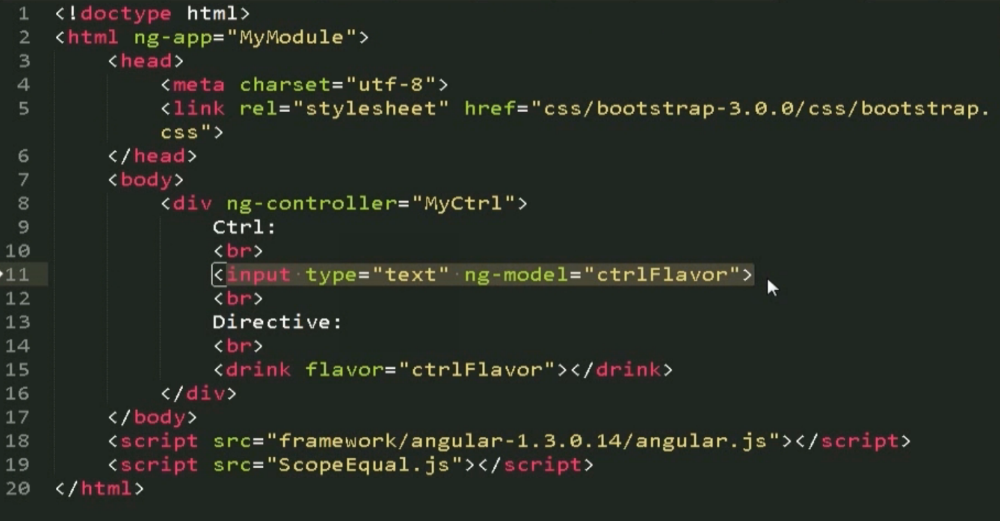 1 <!doctype html>
2 <html ng-app="MyModule">
3 <head>
4 <meta charset="utf-8">
5 <link rel="stylesheet" href="css/bootstrap-3.0.0/css/bootstrap.
css">
6 </head>
7 <body>
8 <div ng-controller="MyCtrl">
9 Ctrl:
10 <br>
11 <input type="text" ng-model="ctrlFlavor">
12 <br>
13 Directive:
14 <br>
15 <drink flavor="ctrlFlavor"></drink>
16 </div>
17 </body>
18 <script src="framework/angular-1.3.0.14/angular.js"></script>
19 <script src="ScopeEqual.js"></script>
20 </html>